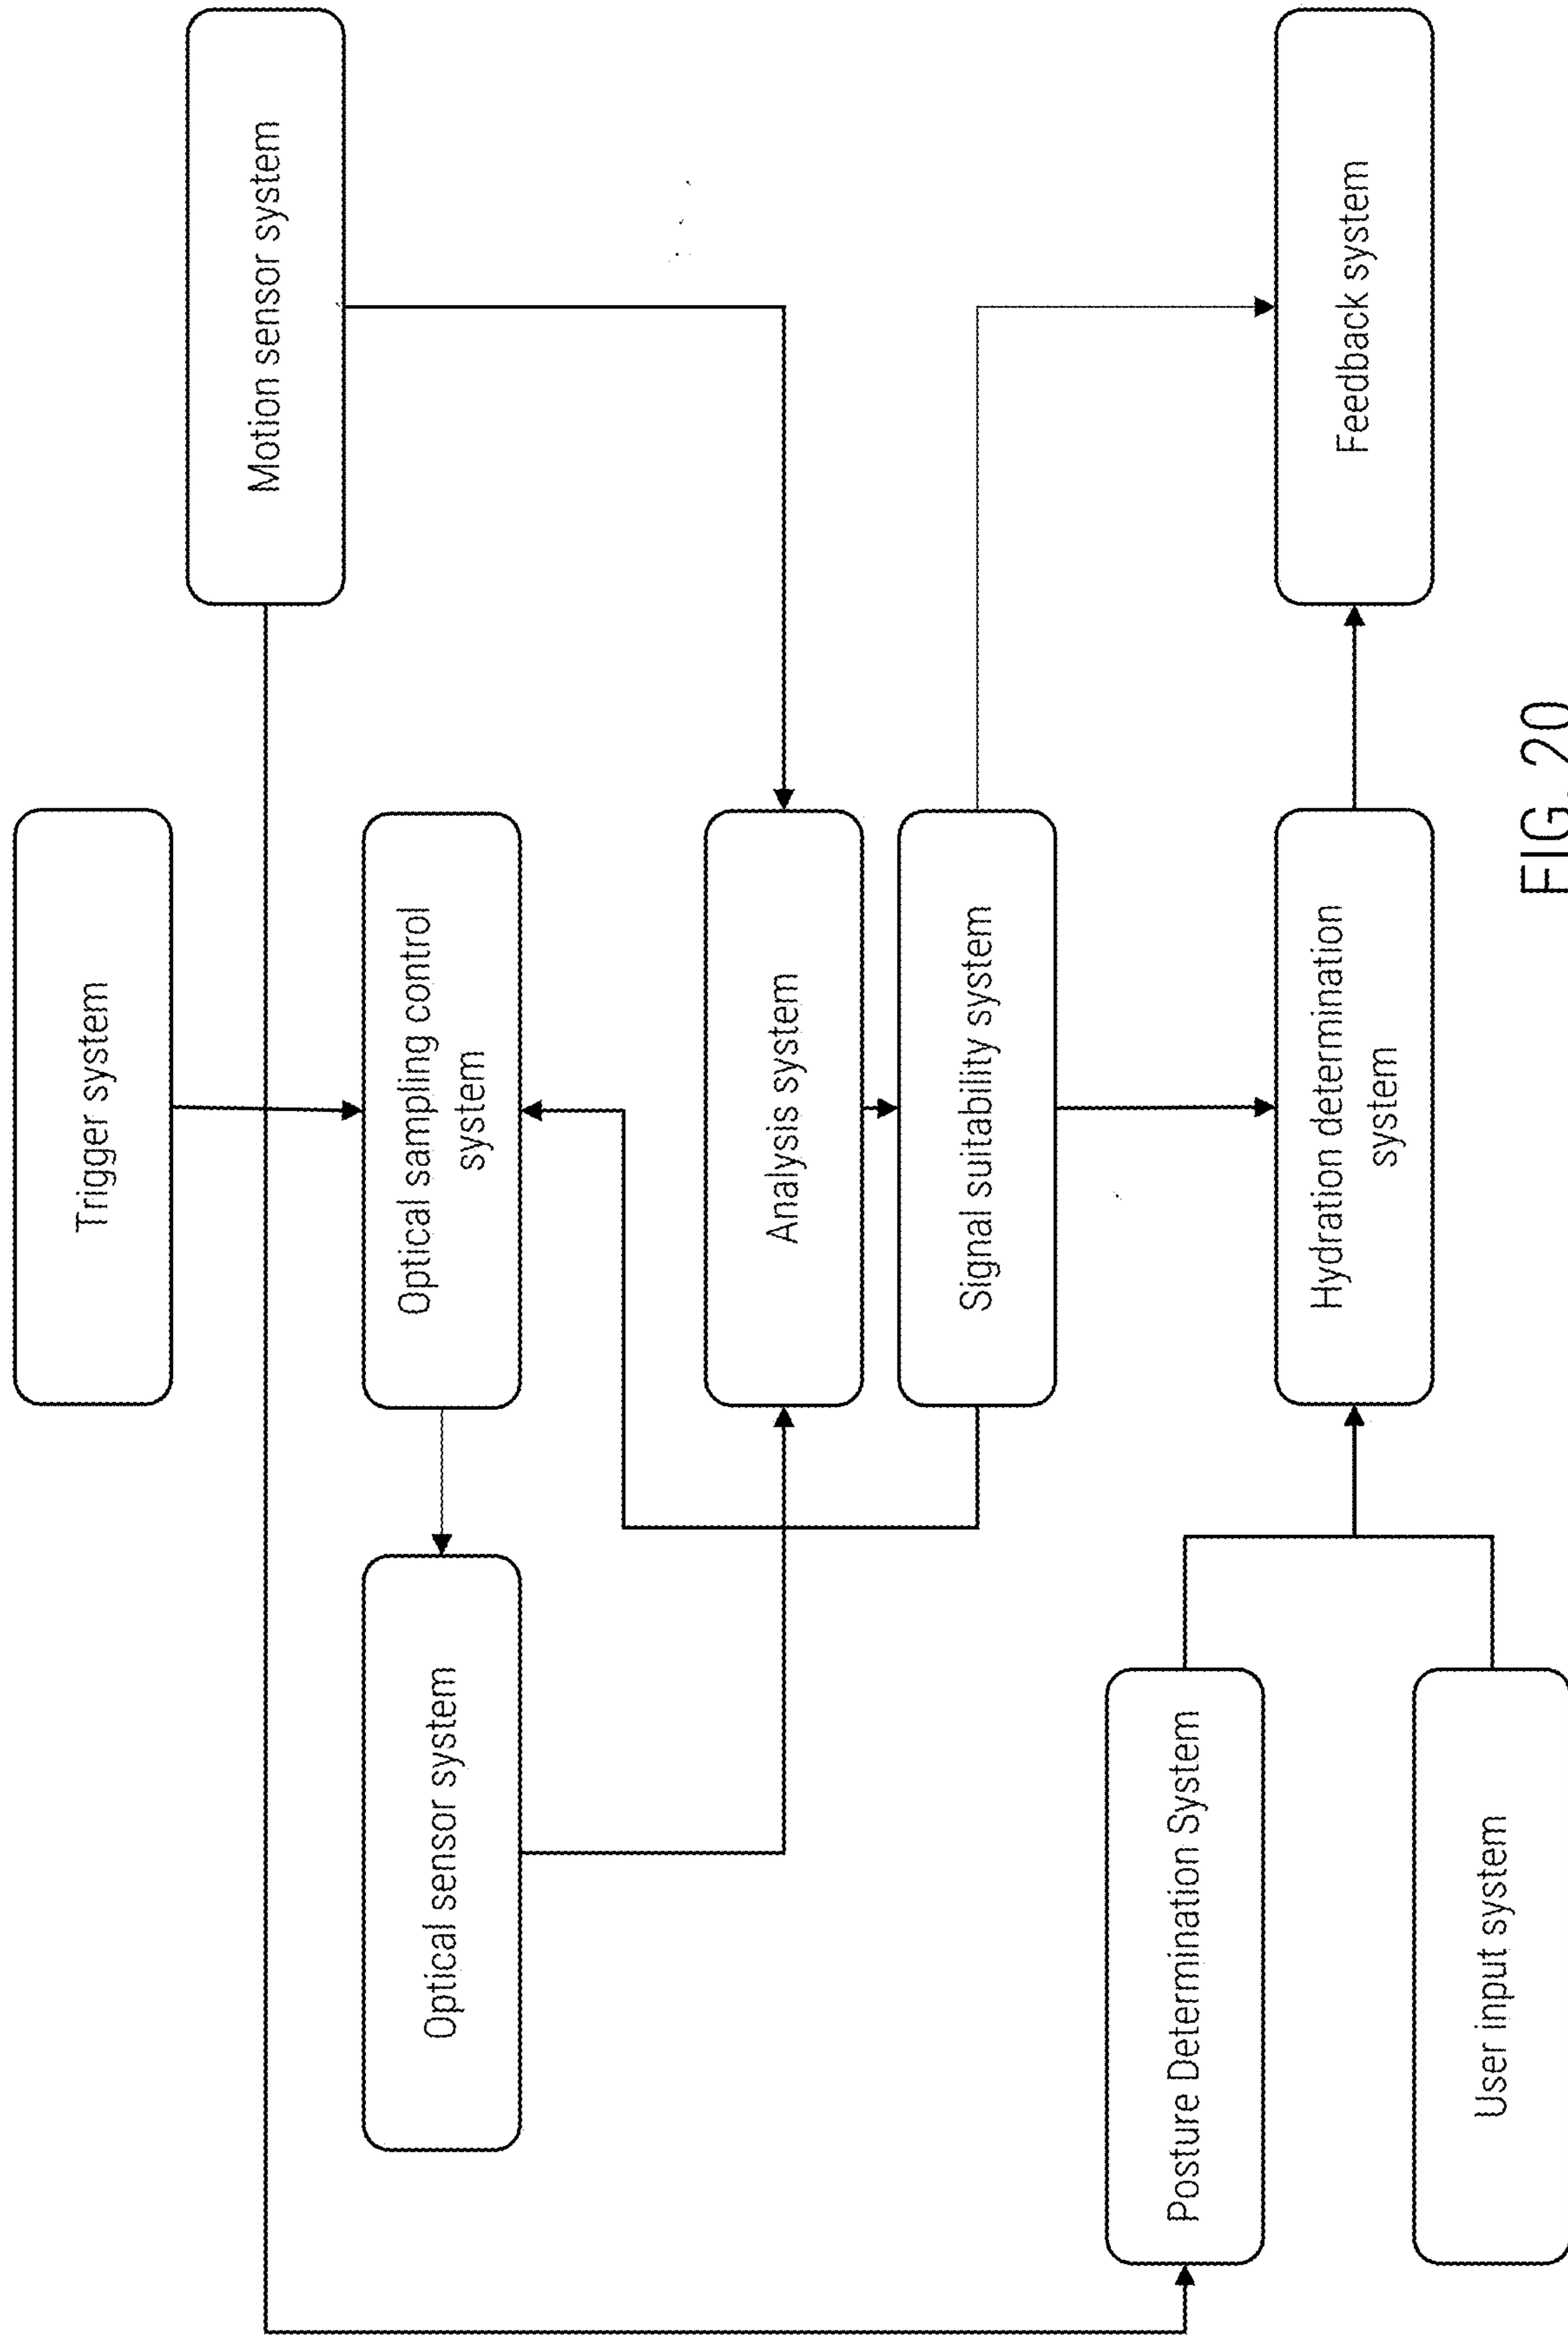 Trigger system
Motion sensor system
Optical sensor system
Optical sampling control
system
Analysis system
Signal suitability system
Posture Determination System
User input system
Hydration determination
system
Feedback system
FIG. 20